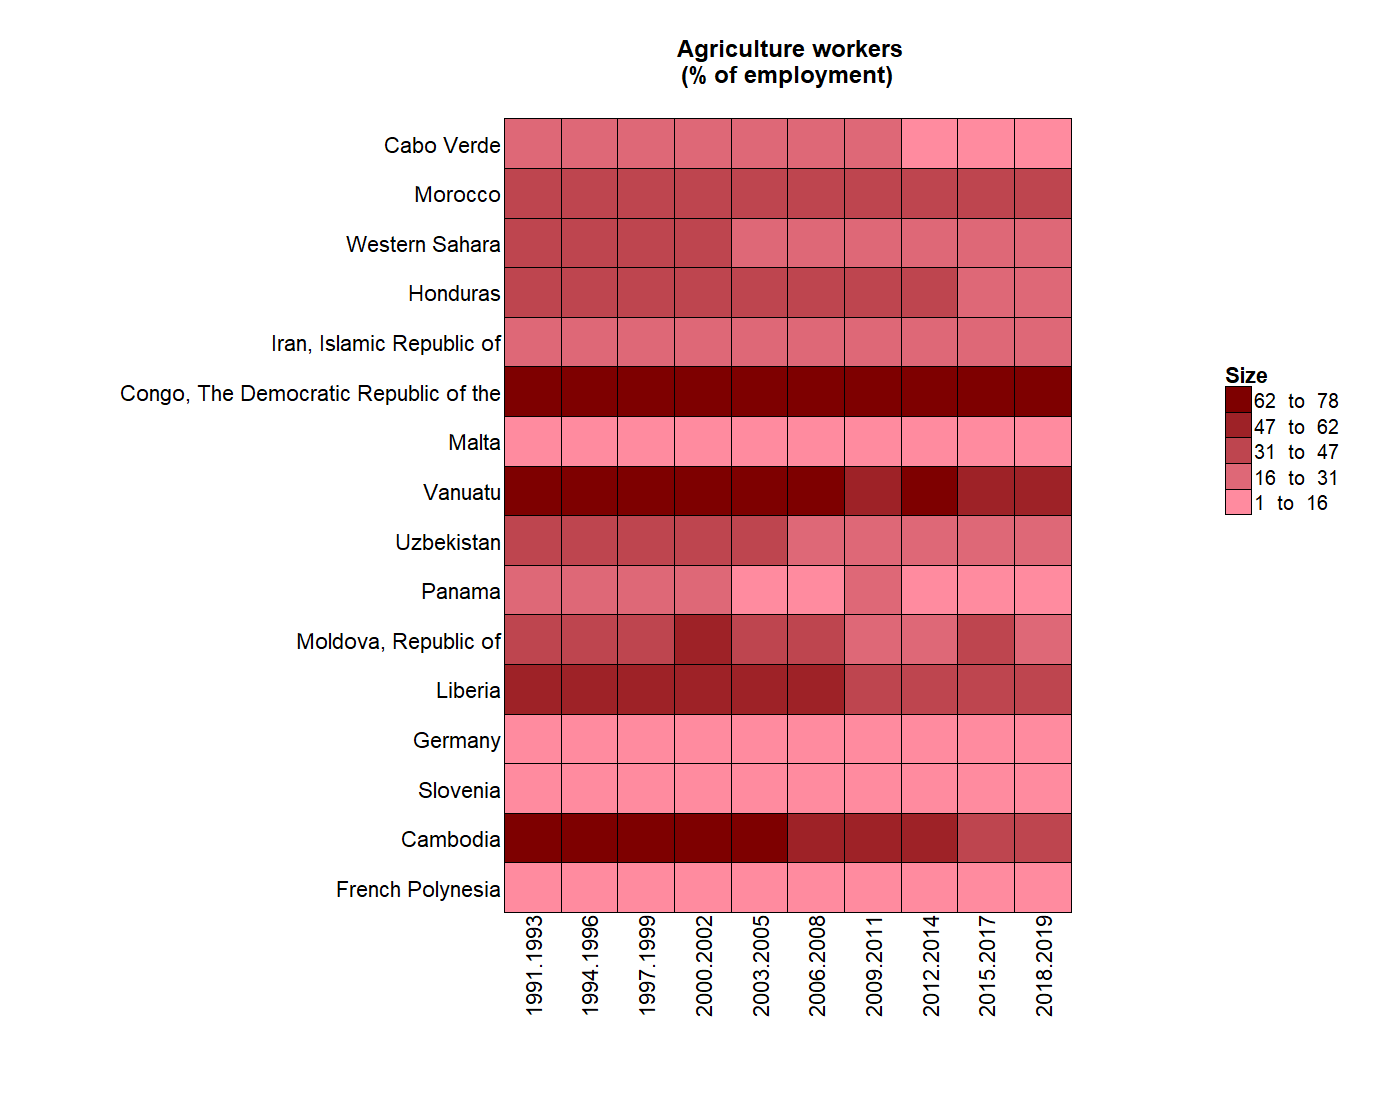 Agriculture workers
(% of employment)
Cabo Verde
Morocco
Western Sahara
Honduras
Iran, Islamic Republic of
Congo, The Democratic Republic of the
Malta
Vanuatu
Uzbekistan
Panama
Moldova, Republic of
Liberia
Germany
Slovenia
Cambodia
French Polynesia
1991.1993
1994.1996
1997.1999
2000.2002
2003.2005
2006.2008
2009.2011
2012.2014
2015.2017
2018.2019
Size
62 to 78
47 to 62
31 to 47
16 to 31
1 to 16